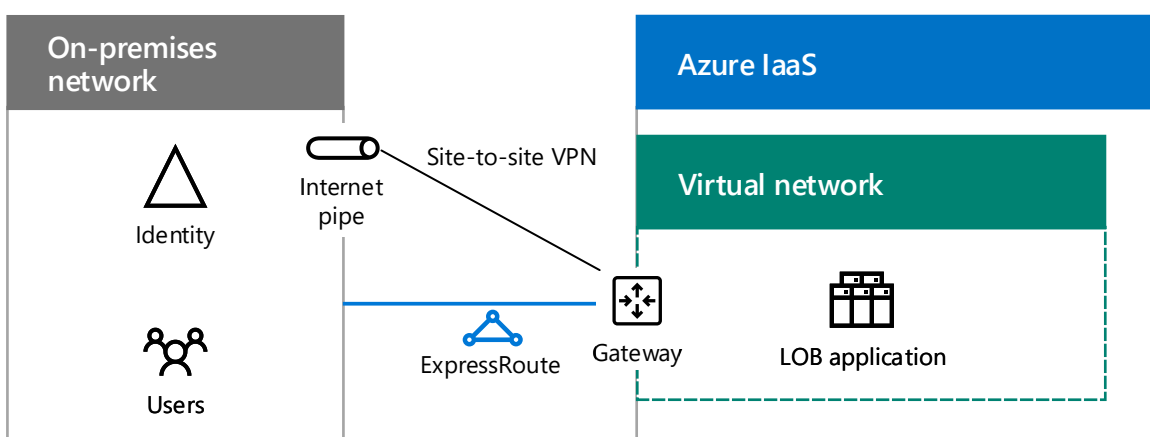 On-premises
network
Azure IaaS
Site-to-site VPN
Internet
pipe
Virtual network
Identity
ExpressRoute
Gateway
LOB application
Users